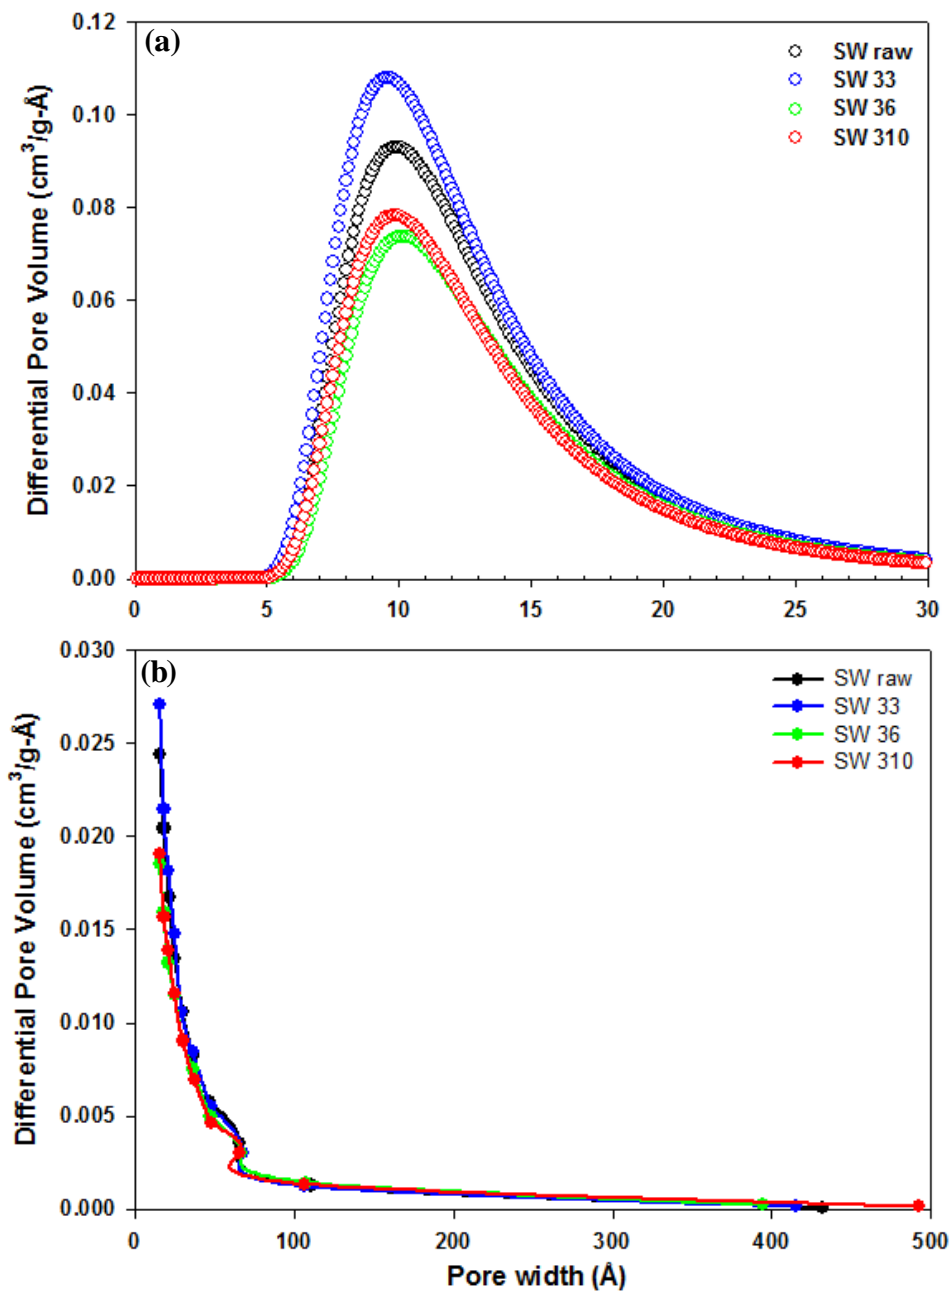 (a)
SW raw
SW 33
SW 36
SW 310
Differential Pore Volume (cm³/g-Å)
0.12
0.10
0.08
0.06
0.04
0.02
0.00
0 5 10 15 20 25 30
(b)
SW raw
SW 33
SW 36
SW 310
Differential Pore Volume (cm³/g-Å)
0.030
0.025
0.020
0.015
0.010
0.005
0.000
0 100 200 300 400 500
Pore width (Å)